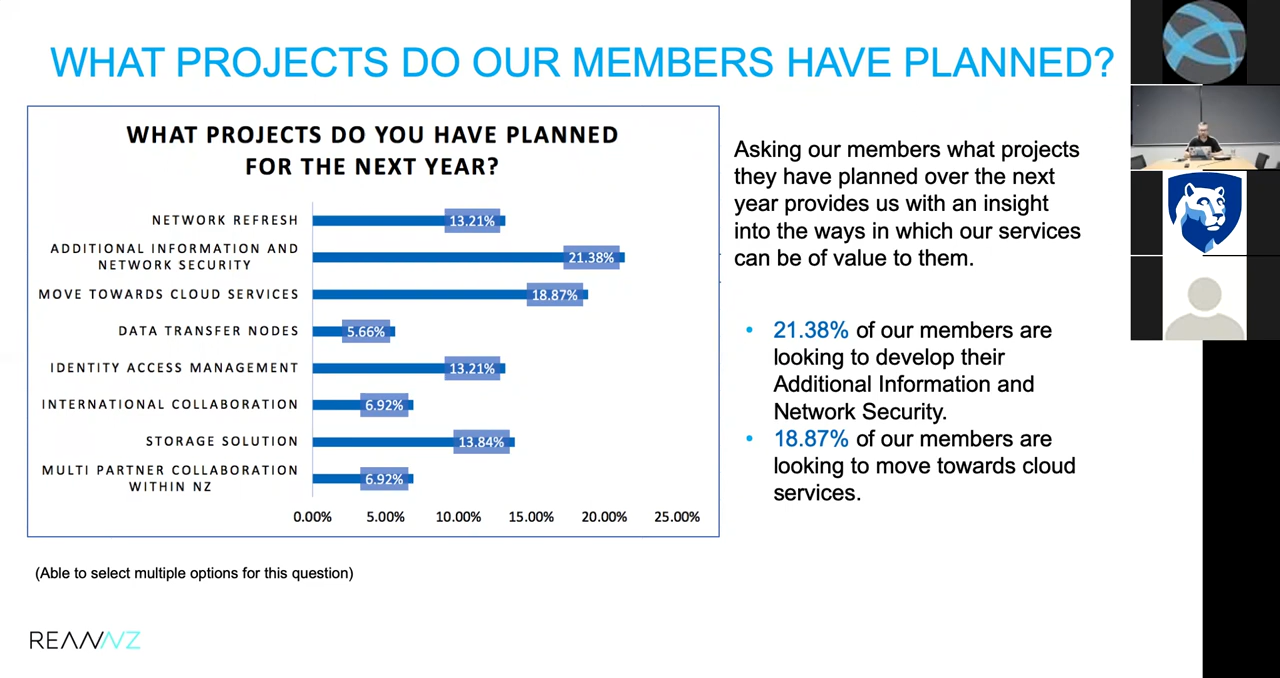 WHAT PROJECTS DO OUR MEMBERS HAVE PLANNED?
WHAT PROJECTS DO YOU HAVE PLANNED
FOR THE NEXT YEAR?
NETWORK REFRESH
13.21%
ADDITIONAL INFORMATION AND
NETWORK SECURITY
21.38%
MOVE TOWARDS CLOUD SERVICES
18.87%
DATA TRANSFER NODES
5.66%
IDENTITY ACCESS MANAGEMENT
13.21%
INTERNATIONAL COLLABORATION
6.92%
STORAGE SOLUTION
13.84%
MULTI PARTNER COLLABORATION
WITHIN NZ
6.92%
0.00% 5.00% 10.00% 15.00% 20.00% 25.00%
(Able to select multiple options for this question)
Asking our members what projects
they have planned over the next
year provides us with an insight
into the ways in which our services
can be of value to them.
• 21.38% of our members are
looking to develop their
Additional Information and
Network Security.
• 18.87% of our members are
looking to move towards cloud
services.
REANNZ